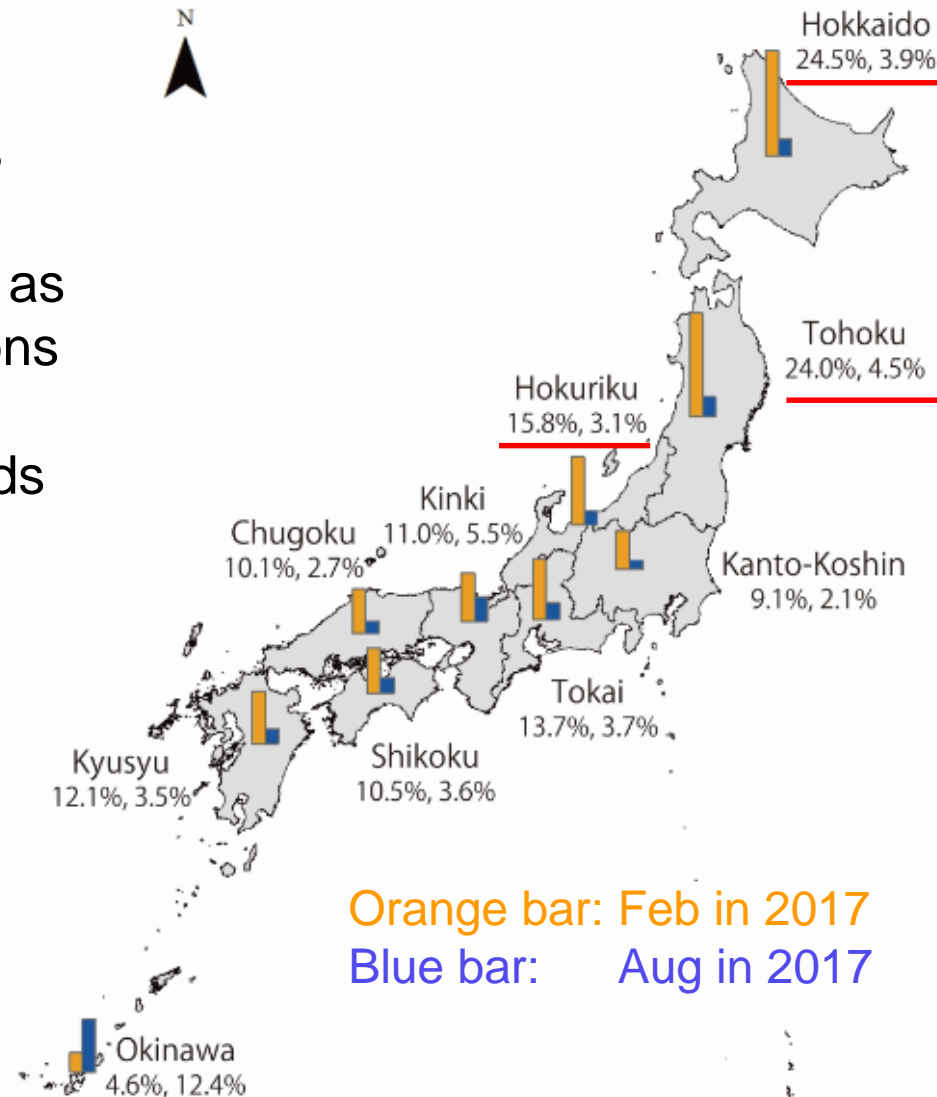 N
as
ons
ds
Hokkaido
24.5%, 3.9%
Tohoku
24.0%, 4.5%
Hokuriku
15.8%, 3.1%
Kinki
11.0%, 5.5%
Chugoku
10.1%, 2.7%
Kanto-Koshin
9.1%, 2.1%
Tokai
13.7%, 3.7%
Shikoku
10.5%, 3.6%
Kyusyu
12.1%, 3.5%
Orange bar: Feb in 2017
Blue bar: Aug in 2017
Okinawa
4.6%, 12.4%